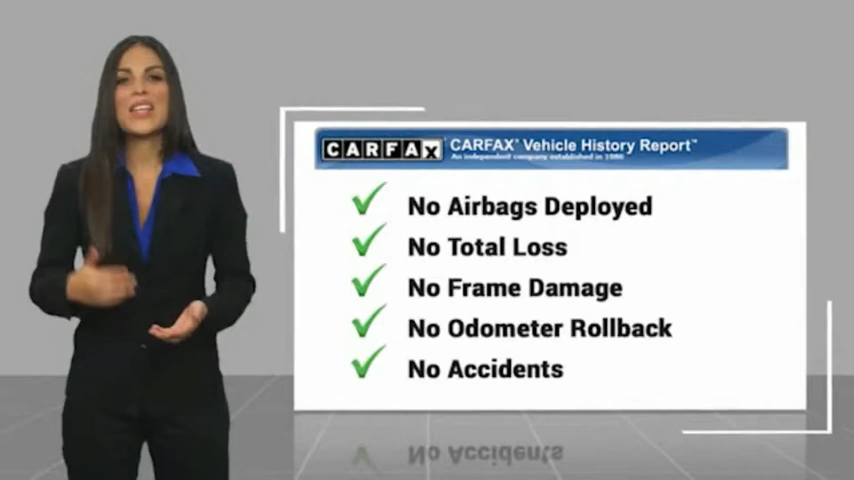 CARFAX CARFAX Vehicle History Report™
An independent company established in 1986
No Airbags Deployed
No Total Loss
No Frame Damage
No Odometer Rollback
No Accidents
No Accidents